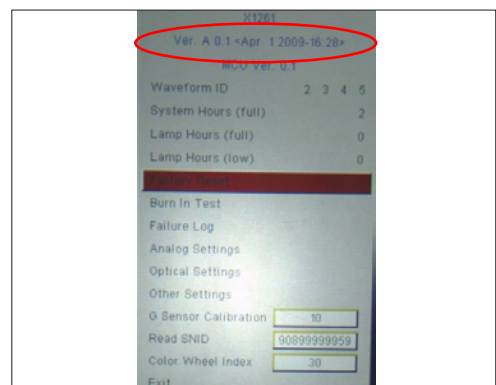 X1261
Ver. A 0.1 <Apr 1 2009-16:28>
MCU Ver. 0.1
Waveform ID 2 3 4 5
System Hours (full) 2
Lamp Hours (full) 0
Lamp Hours (low) 0
Factory Reset
Burn In Test
Failure Log
Analog Settings
Optical Settings
Other Settings
G Sensor Calibration 10
Read SNID 90899999959
Color Wheel Index 30
Exit